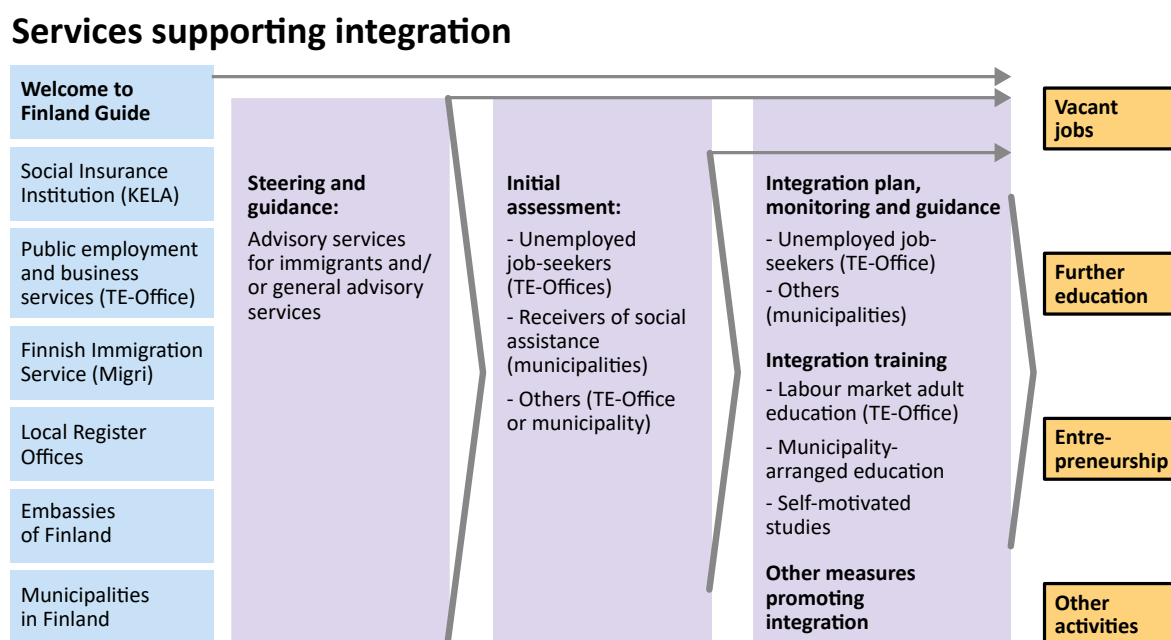 Services supporting integration
Welcome to
Finland Guide
Social Insurance
Institution (KELA)
Public employment
and business
services (TE-Office)
Finnish Immigration
Service (Migri)
Local Register
Offices
Embassies
of Finland
Municipalities
in Finland
Steering and
guidance:
Advisory services
for immigrants and/
or general advisory
services
Initial
assessment:
- Unemployed
job-seekers
(TE-Offices)
- Receivers of social
assistance
(municipalities)
- Others (TE-Office
or municipality)
Integration plan,
monitoring and guidance
- Unemployed job-
seekers (TE-Office)
- Others
(municipalities)
Integration training
- Labour market adult
education (TE-Office)
- Municipality-
arranged education
- Self-motivated
studies
Other measures
promoting
integration
Vacant
jobs
Further
education
Entre-
preneurship
Other
activities